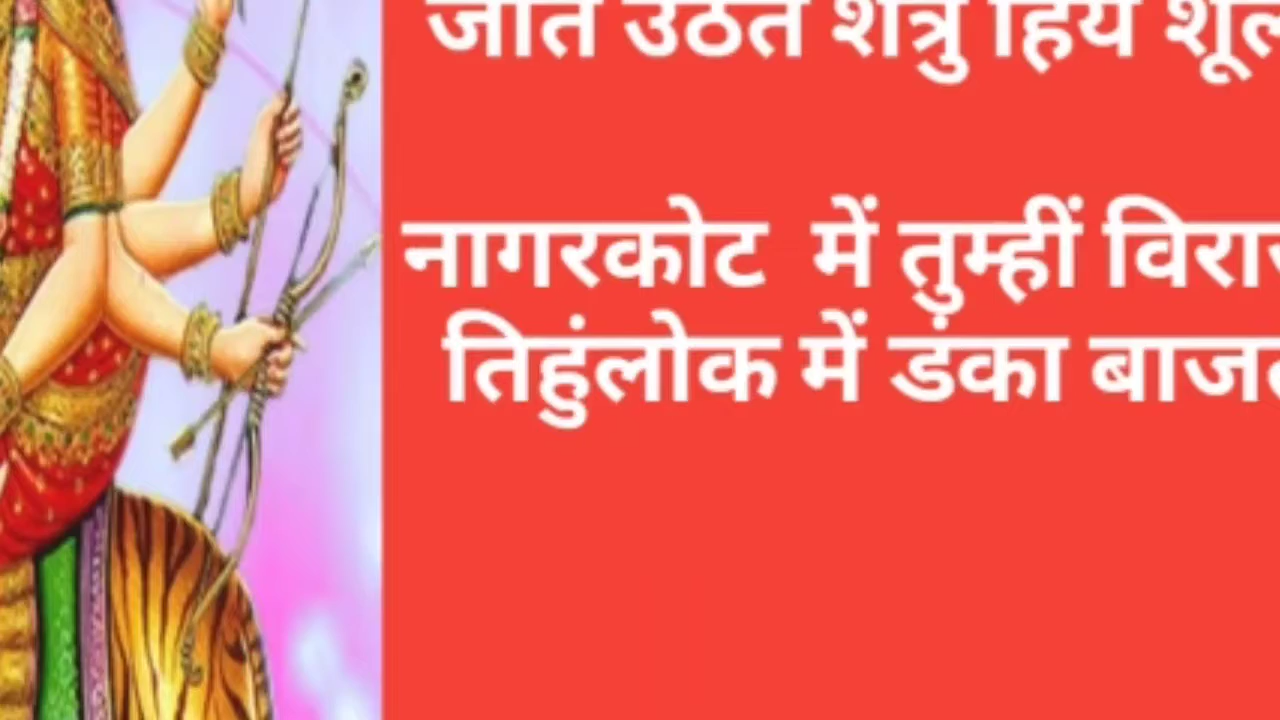 जात उठत शत्रु हिय
नागरकोट में तुम्हीं
तिहुंलोक में डंका